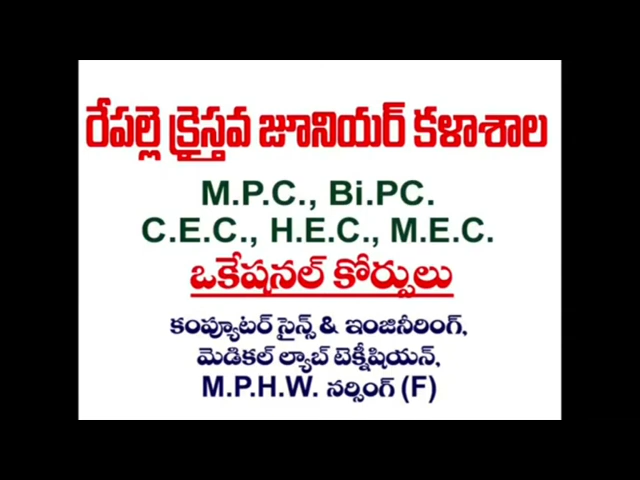 రేపల్లె క్రైస్తవ జూనియర్ కళాశాల
M.P.C., Bi.PC.
C.E.C., H.E.C., M.E.C.
ఒకేషనల్ కోర్సులు
కంప్యూటర్ సైన్స్ & ఇంజినీరింగ్,
మెడికల్ ల్యాబ్ టెక్నీషియన్,
M.P.H.W. నర్సింగ్ (F)